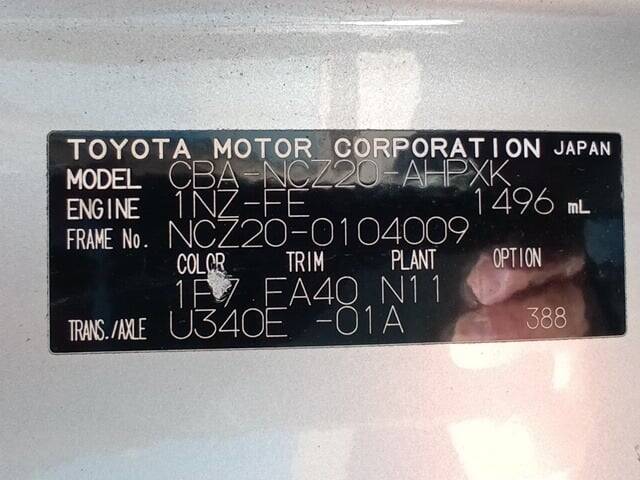 TOYOTA MOTOR CORPORATION JAPAN
MODEL CBA-NCZ20-AHPXK
ENGINE 1NZ-FE 1496 mL
FRAME No. NCZ20-0104009
COLOR TRIM PLANT OPTION
1F7 FA40 N11
TRANS./AXLE U340E -01A 388